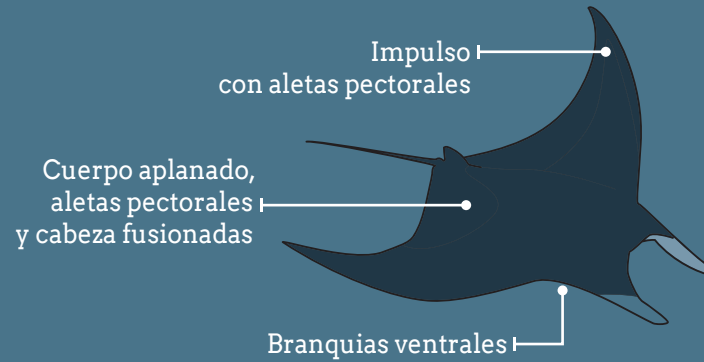 Impulso
con aletas pectorales
Cuerpo aplanado,
aletas pectorales
y cabeza fusionadas
Branquias ventrales